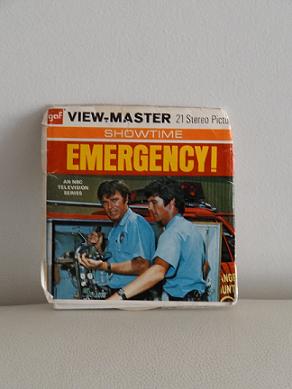 gaf VIEW-MASTER 21 Stereo Pictu
SHOWTIME
EMERGENCY!
AN NBC
TELEVISION
SERIES